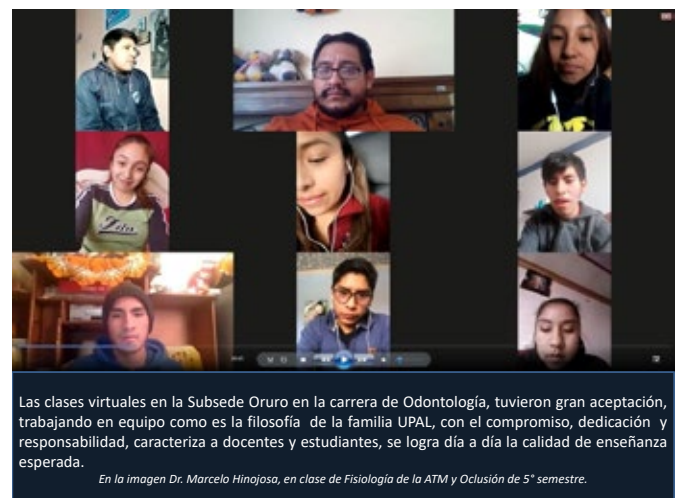 Las clases virtuales en la Subsede Oruro en la carrera de Odontología, tuvieron gran aceptación,
trabajando en equipo como es la filosofía de la familia UPAL, con el compromiso, dedicación y
responsabilidad, caracteriza a docentes y estudiantes, se logra día a día la calidad de enseñanza
esperada.
En la imagen Dr. Marcelo Hinojosa, en clase de Fisiología de la ATM y Oclusión de 5° semestre.